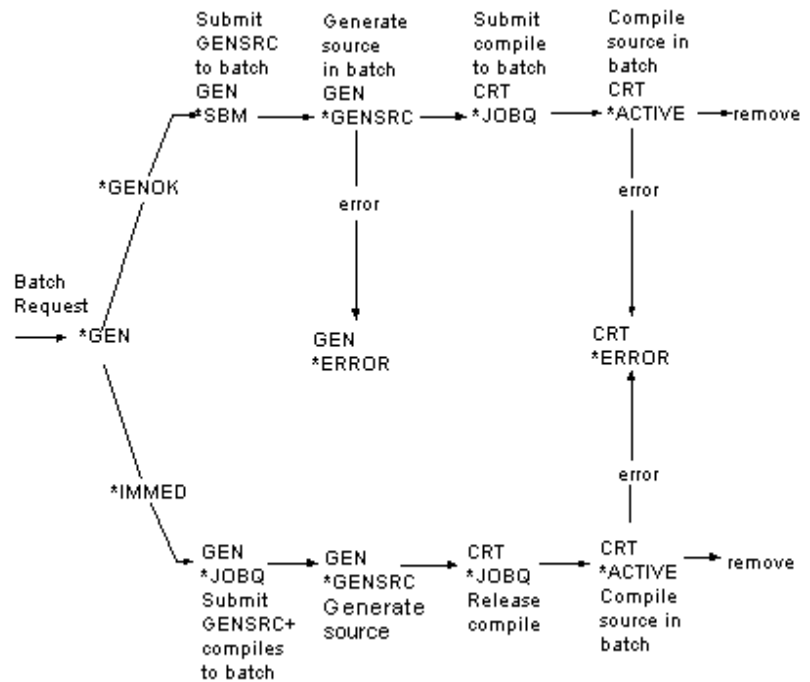 Submit
GENSRC
to batch
GEN
*SBM
Generate
source
in batch
GEN
*GENSRC
Submit
compile
to batch
CRT
*JOBQ
Compile
source in
batch
CRT
*ACTIVE
remove
*GENOK
error
error
Batch
Request
*GEN
GEN
*ERROR
CRT
*ERROR
*IMMED
error
GEN
*JOBQ
Submit
GENSRC+
compiles
to batch
GEN
*GENSRC
Generate
source
CRT
*JOBQ
Release
compile
CRT
*ACTIVE
Compile
source in
batch
remove